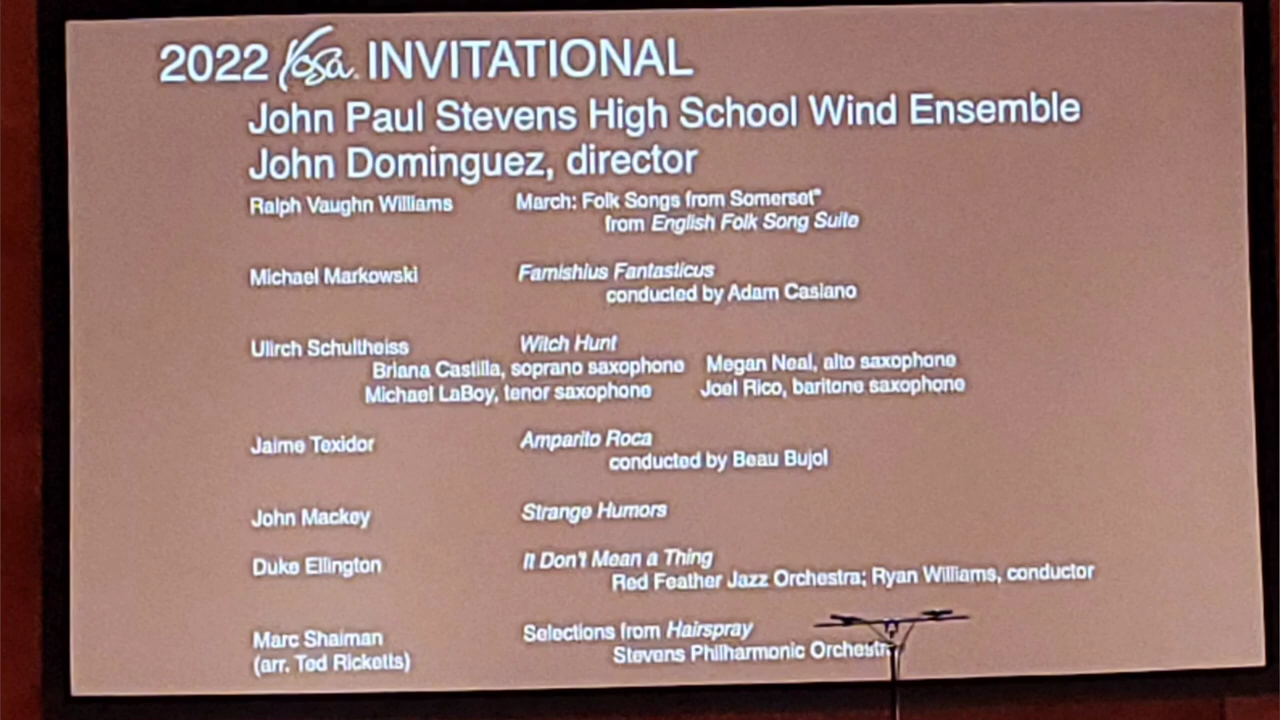 2022 Yosa INVITATIONAL
John Paul Stevens High School Wind Ensemble
John Dominguez, director
Ralph Vaughn Williams March: Folk Songs from Somerset"
from English Folk Song Suite
Michael Markowski Famishius Fantasticus
conducted by Adam Casiano
Ulirch Schultheiss Witch Hunt
Briana Castilla, soprano saxophone Megan Neal, alto saxophone
Michael LaBoy, tenor saxophone Joel Rico, baritone saxophone
Jaime Texidor Amparito Roca
conducted by Beau Bujol
John Mackey Strange Humors
Duke Ellington It Don't Mean a Thing
Red Feather Jazz Orchestra; Ryan Williams, conductor
Marc Shaiman Selections from Hairspray
(arr. Ted Ricketts) Stevens Philharmonic Orchestr